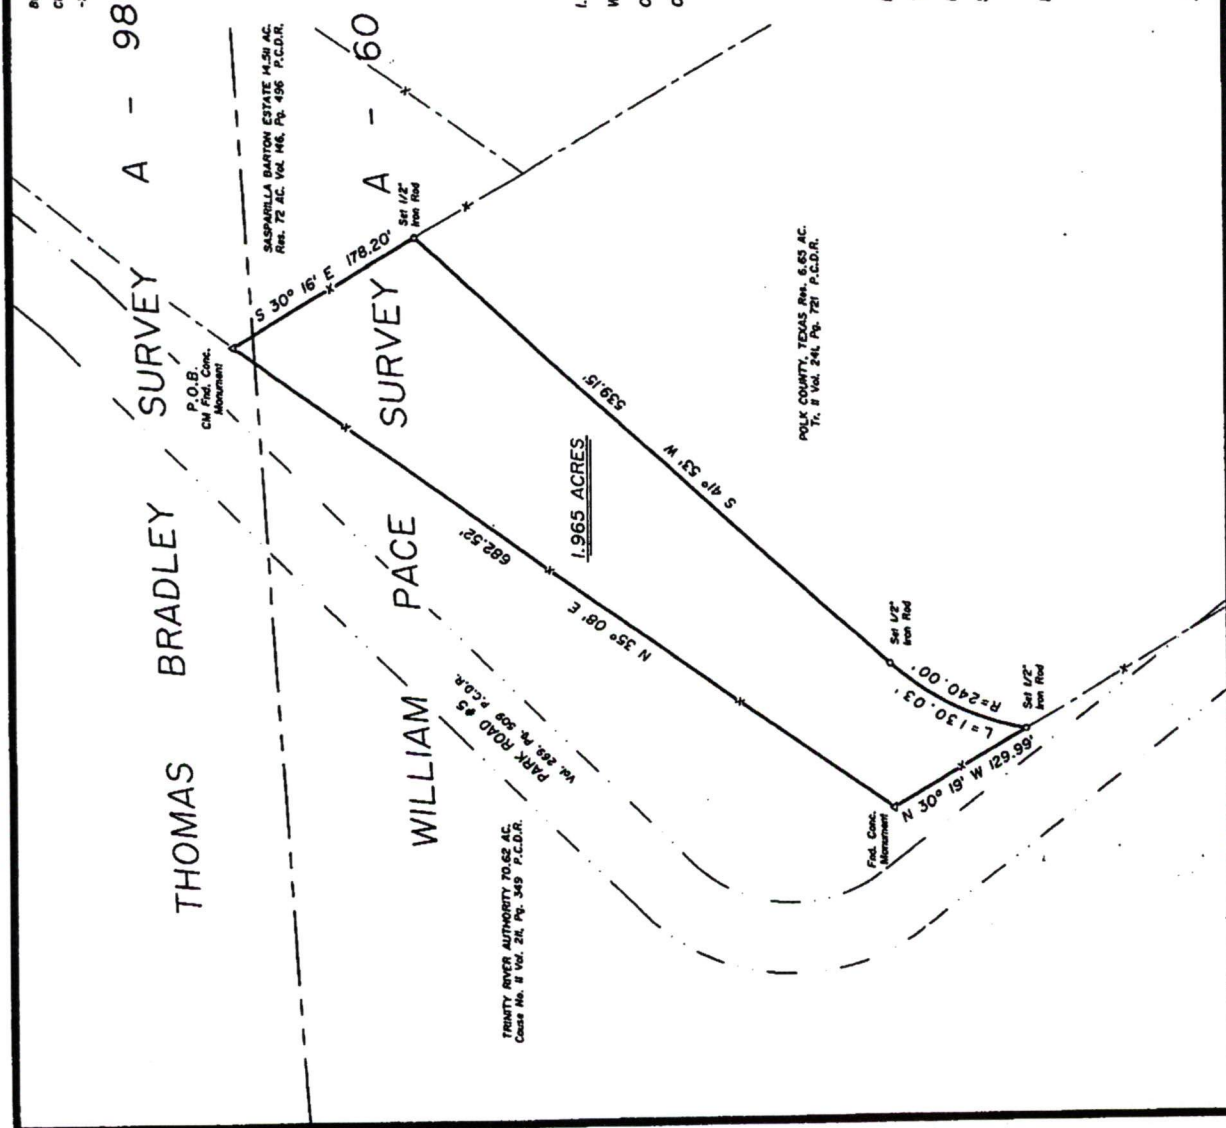 THOMAS BRADLEY SURVEY A - 98
WILLIAM PACE SURVEY A - 60
SASPARILLA BARTON ESTATE 14.511 AC.
Res. 72 AC. Vol. 146, Pg. 496 P.C.D.R.
P.O.B.
CM Fnd. Conc.
Monument
S 30° 16' E 178.20'
Set 1/2"
Iron Rod
682.52'
N 35° 08' E
1.965 ACRES
539.15'
S 41° 53' W
POLK COUNTY, TEXAS Res. 6.65 AC.
Tr. II Vol. 241, Pg. 721 P.C.D.R.
PARK ROAD #5
Vol. 269, Pg. 509 P.C.D.R.
TRINITY RIVER AUTHORITY 70.62 AC.
Cause No. II Vol. 211, Pg. 349 P.C.D.R.
Set 1/2"
Iron Rod
R=240.00'
L=130.03'
Set 1/2"
Iron Rod
N 30° 19' W 129.99'
Fnd. Conc.
Monument